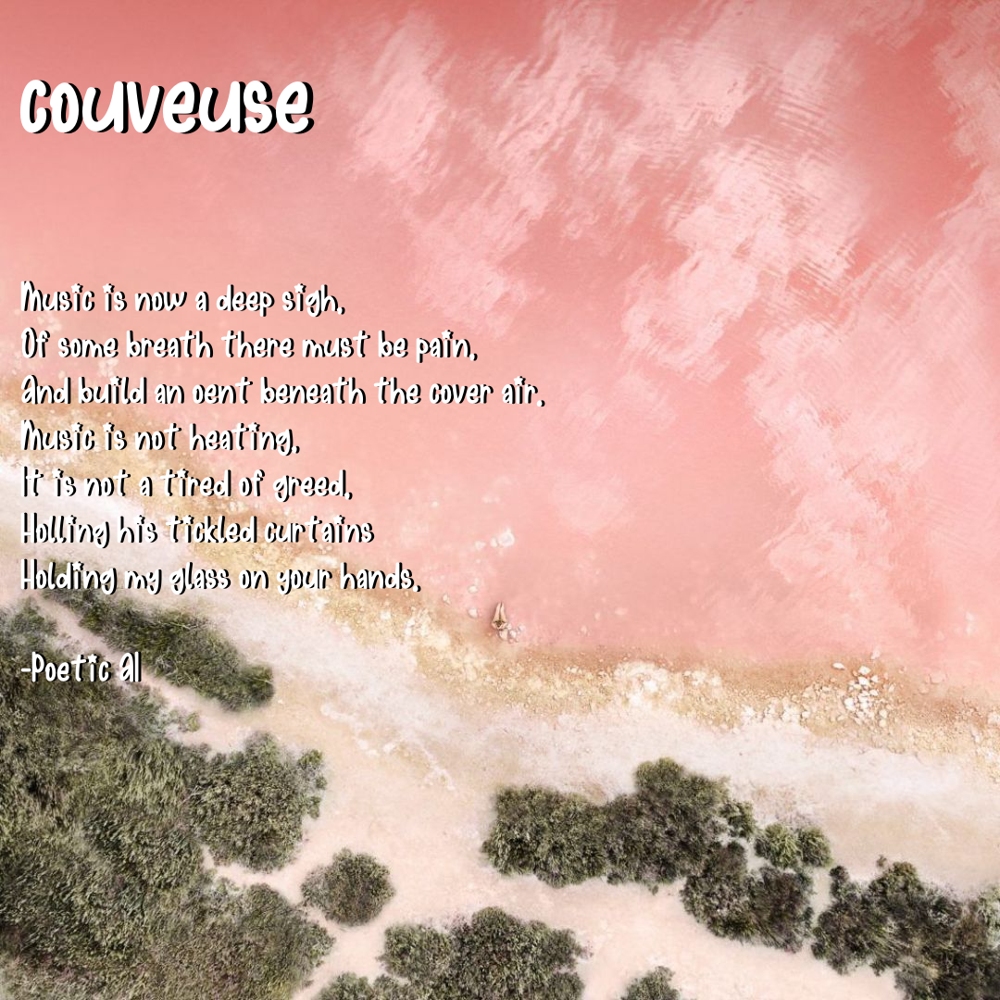 couveuse
Music is now a deep sigh,
Of some breath there must be pain,
And build an oent beneath the cover air.
Music is not heating,
It is not a tired of greed,
Holling his tickled curtains
Holding my glass on your hands.
-Poetic AI